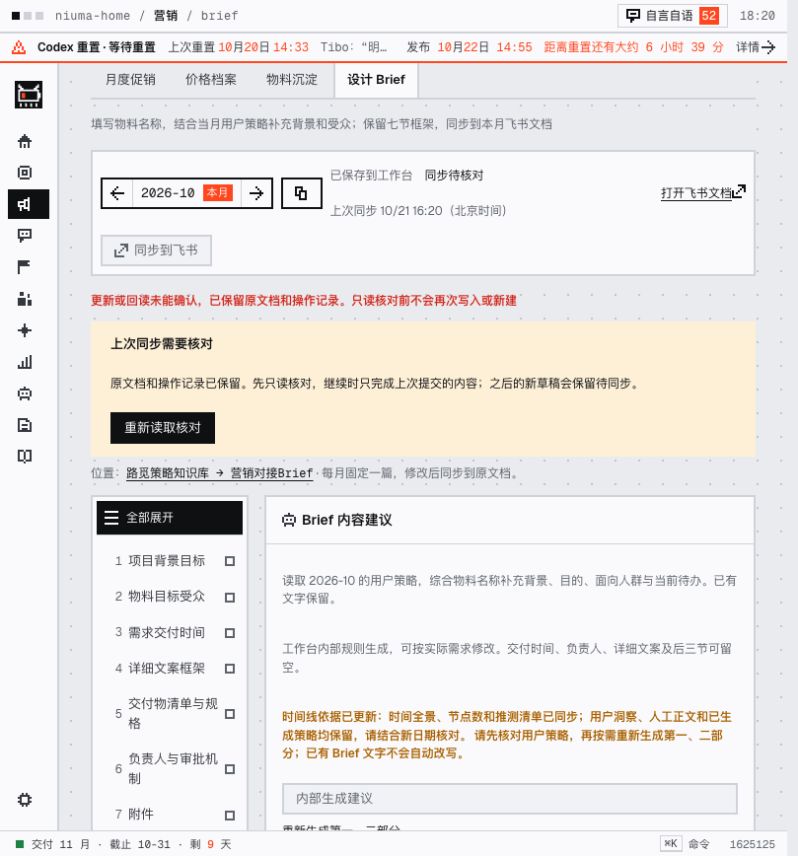 niuma-home / 营销 / brief
自言自语 52
18:20
Codex 重置 · 等待重置 上次重置 10月20日 14:33 Tibo：“明… 发布 10月22日 14:55 距离重置还有大约 6 小时 39 分 详情
月度促销 价格档案 物料沉淀 设计 Brief
填写物料名称，结合当月用户策略补充背景和受众；保留七节框架，同步到本月飞书文档
2026-10 本月
已保存到工作台 同步待核对
打开飞书文档
上次同步 10/21 16:20（北京时间）
同步到飞书
更新或回读未能确认，已保留原文档和操作记录。只读核对前不会再次写入或新建
上次同步需要核对
原文档和操作记录已保留。先只读核对，继续时只完成上次提交的内容；之后的新草稿会保留待同步。
重新读取核对
位置：路觅策略知识库 → 营销对接Brief · 每月固定一篇，修改后同步到原文档。
全部展开
1 项目背景目标
2 物料目标受众
3 需求交付时间
4 详细文案框架
5 交付物清单与规
格
6 负责人与审批机
制
7 附件
Brief 内容建议
读取 2026-10 的用户策略，综合物料名称补充背景、目的、面向人群与当前待办。已有
文字保留。
工作台内部规则生成，可按实际需求修改。交付时间、负责人、详细文案及后三节可留
空。
时间线依据已更新：时间全景、节点数和推测清单已同步；用户洞察、人工正文和已生
成策略均保留，请结合新日期核对。 请先核对用户策略，再按需重新生成第一、二部
分；已有 Brief 文字不会自动改写。
内部生成建议
重新生成第一、二部分
交付 11 月 · 截止 10-31 · 剩 9 天
⌘K 命令 1625125